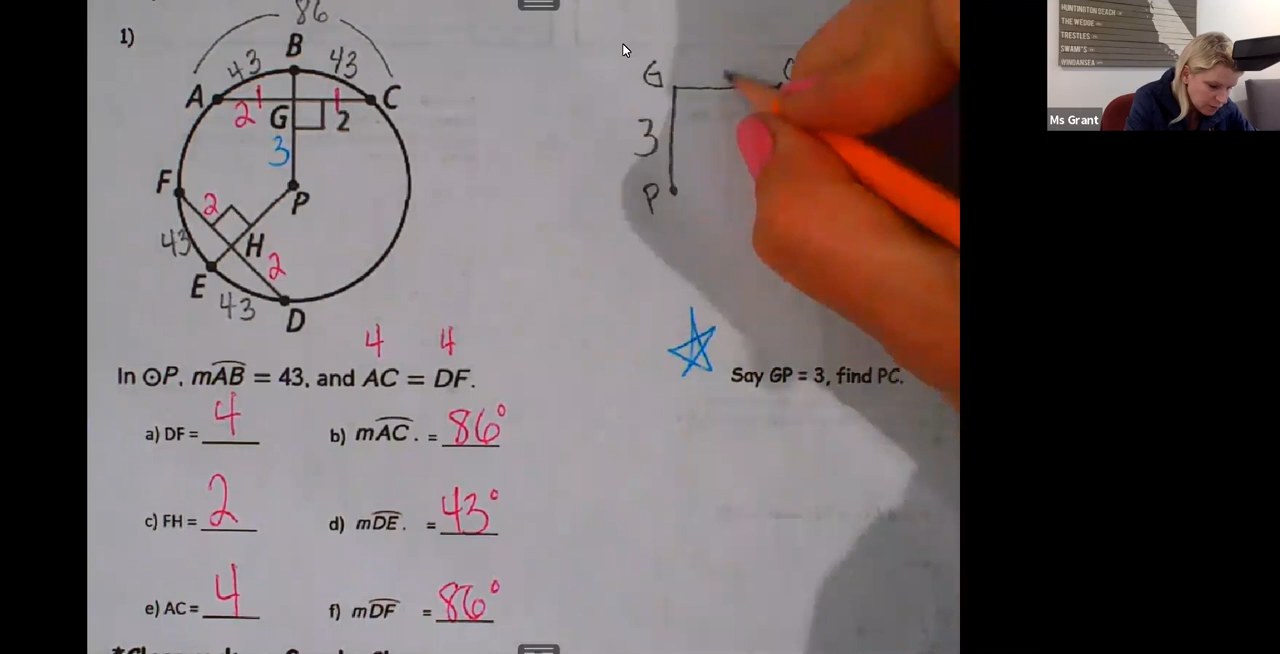 86
1)
B
43 43
A C
2 G 2
3
F P
2
43 H
2
E
43 D
4 4
In ⊙P, mAB = 43, and AC = DF.
a) DF = 4
b) mAC. = 86°
c) FH = 2
d) mDE. = 43°
e) AC = 4
f) mDF = 86°
G
3
P
Say GP = 3, find PC.
HUNTINGTON BEACH
THE WEDGE
TRESTLES
SWAMI'S
WINDANSEA
Ms Grant